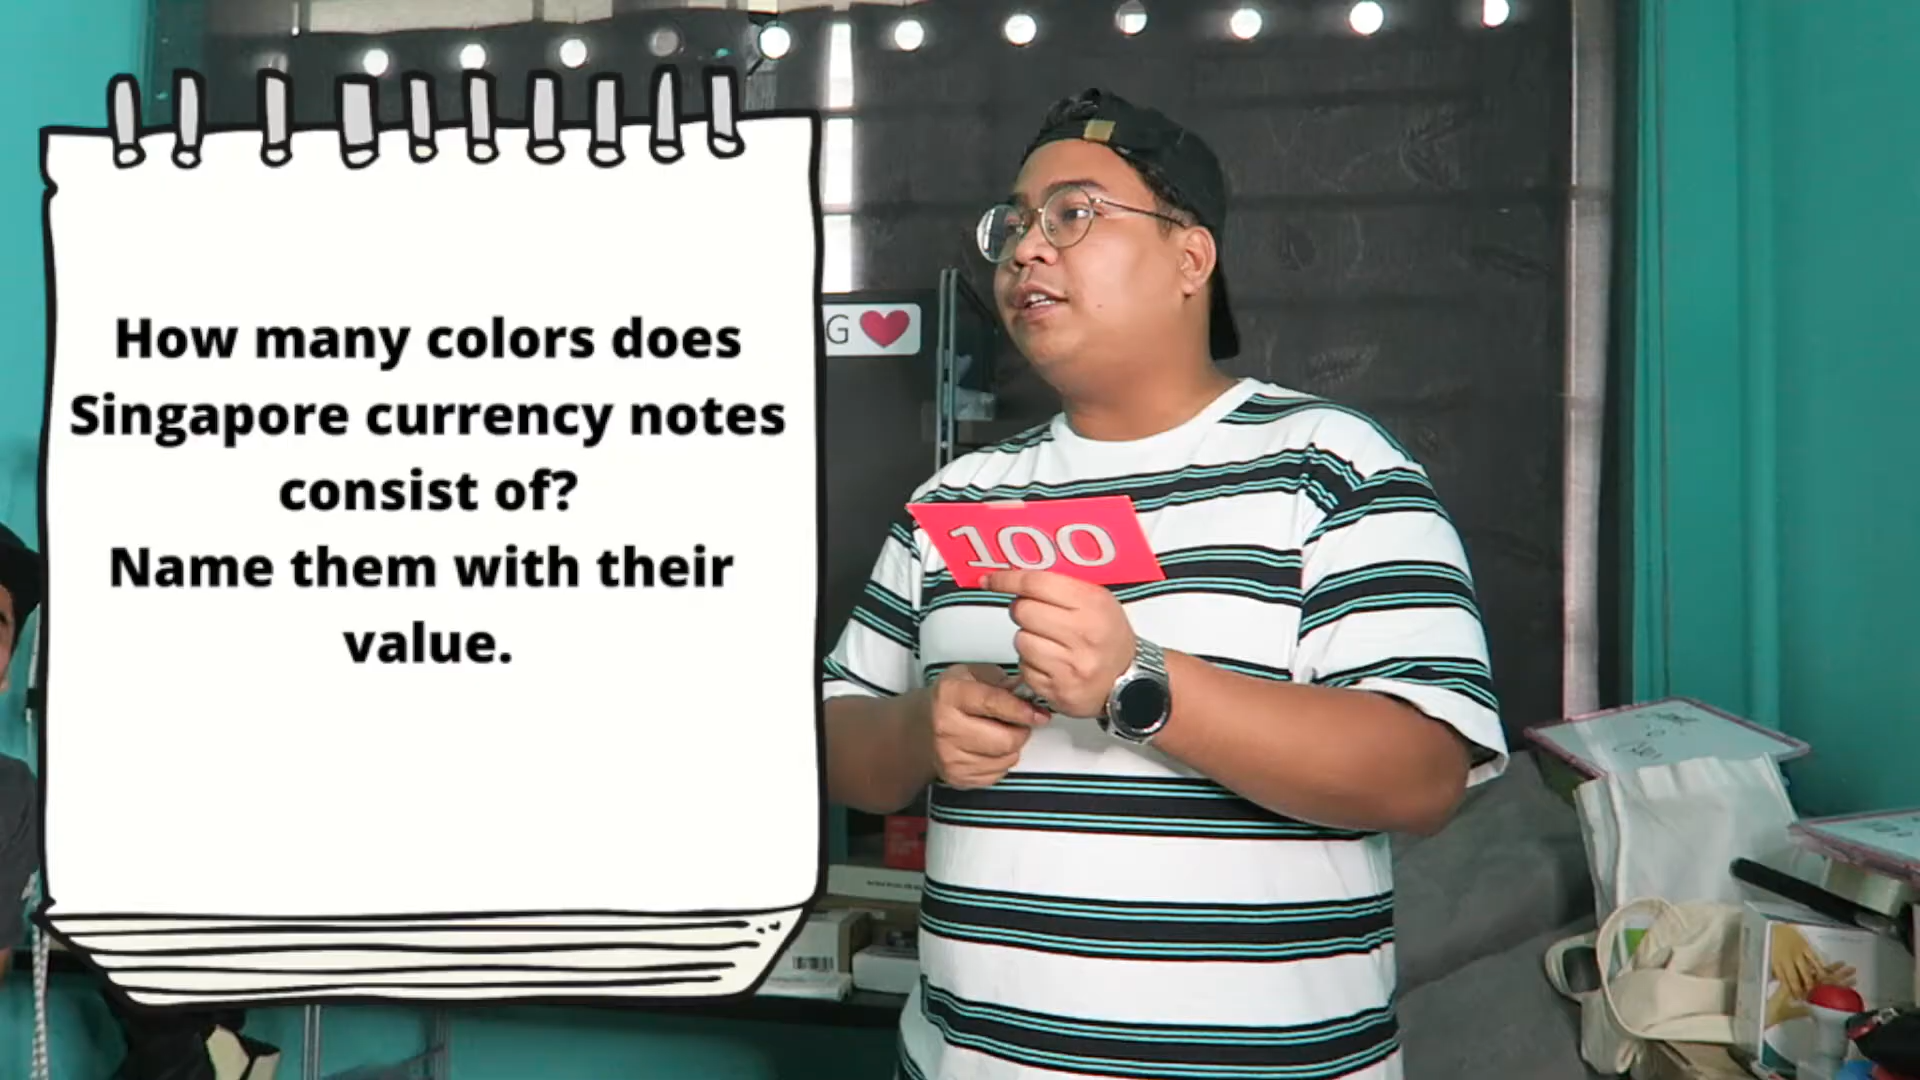 How many colors does
Singapore currency notes
consist of?
Name them with their
value.
G
100